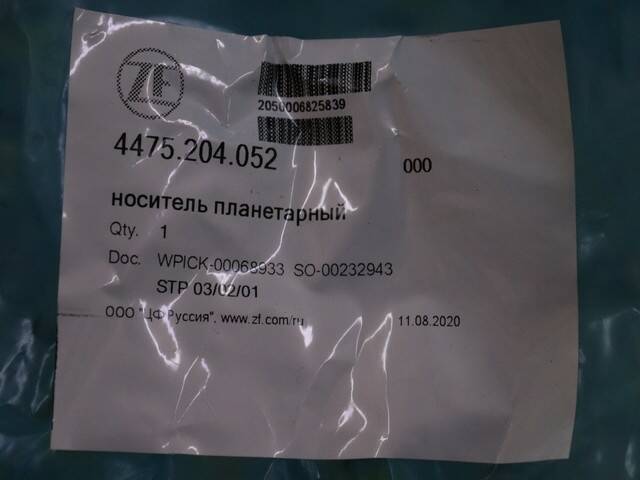 ZF
2050006825839
4475.204.052 000
носитель планетарный
Qty. 1
Doc. WPICK-00068933 SO-00232943
STP 03/02/01
ООО "ЦФ Руссия", www.zf.com/ru 11.08.2020